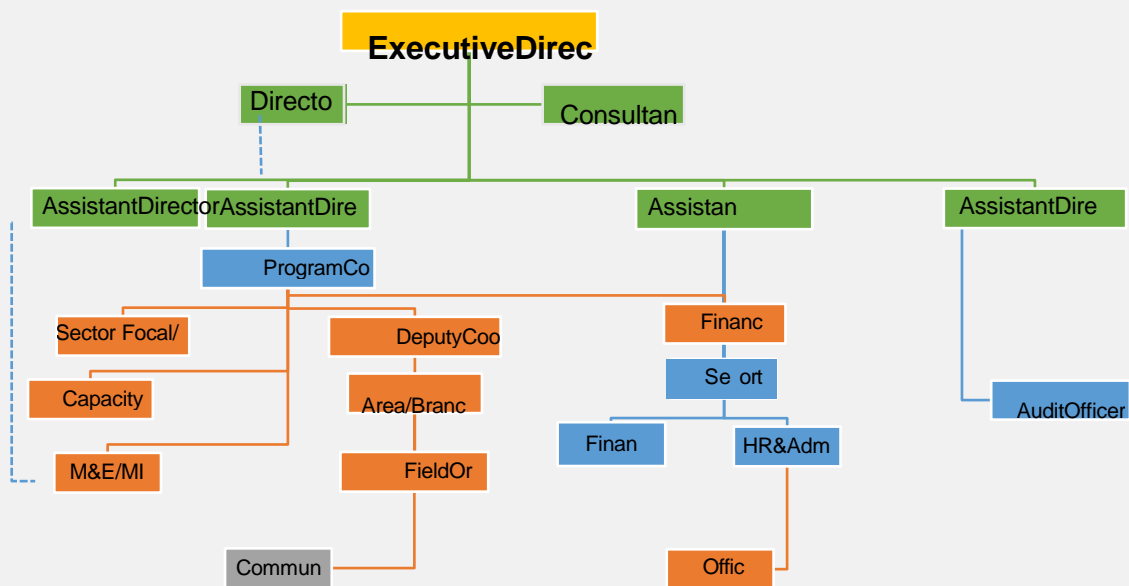 ExecutiveDirec
Directo
Consultan
AssistantDirector
AssistantDire
Assistan
AssistantDire
ProgramCo
Sector Focal/
DeputyCoo
Financ
Capacity
Area/Branc
Se ort
AuditOfficer
M&E/MI
FieldOr
Finan
HR&Adm
Commun
Offic